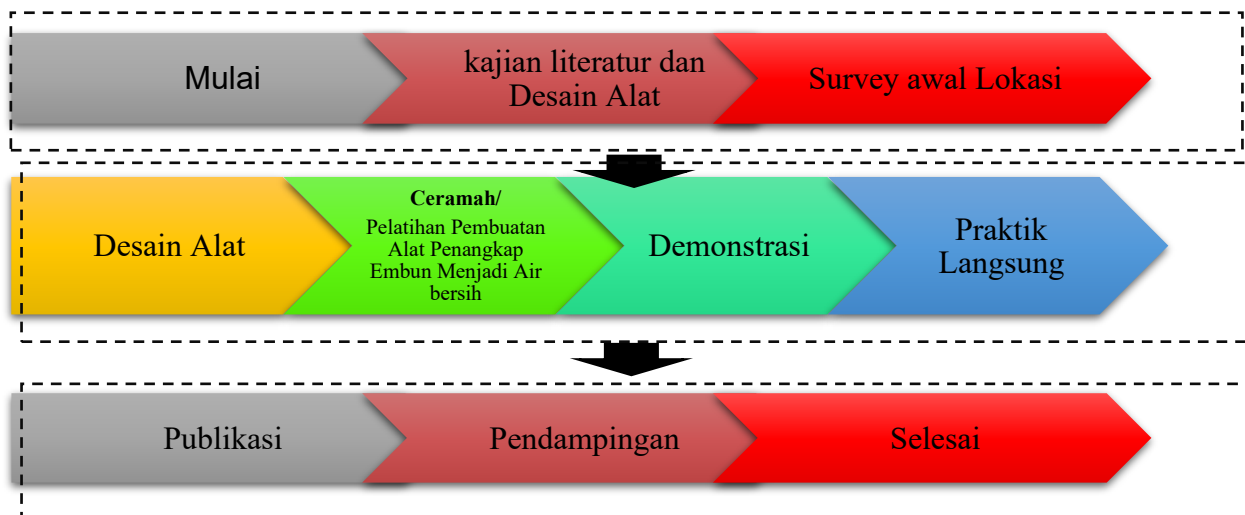 Mulai
kajian literatur dan
Desain Alat
Survey awal Lokasi
Desain Alat
Ceramah/
Pelatihan Pembuatan
Alat Penangkap
Embun Menjadi Air
bersih
Demonstrasi
Praktik
Langsung
Publikasi
Pendampingan
Selesai